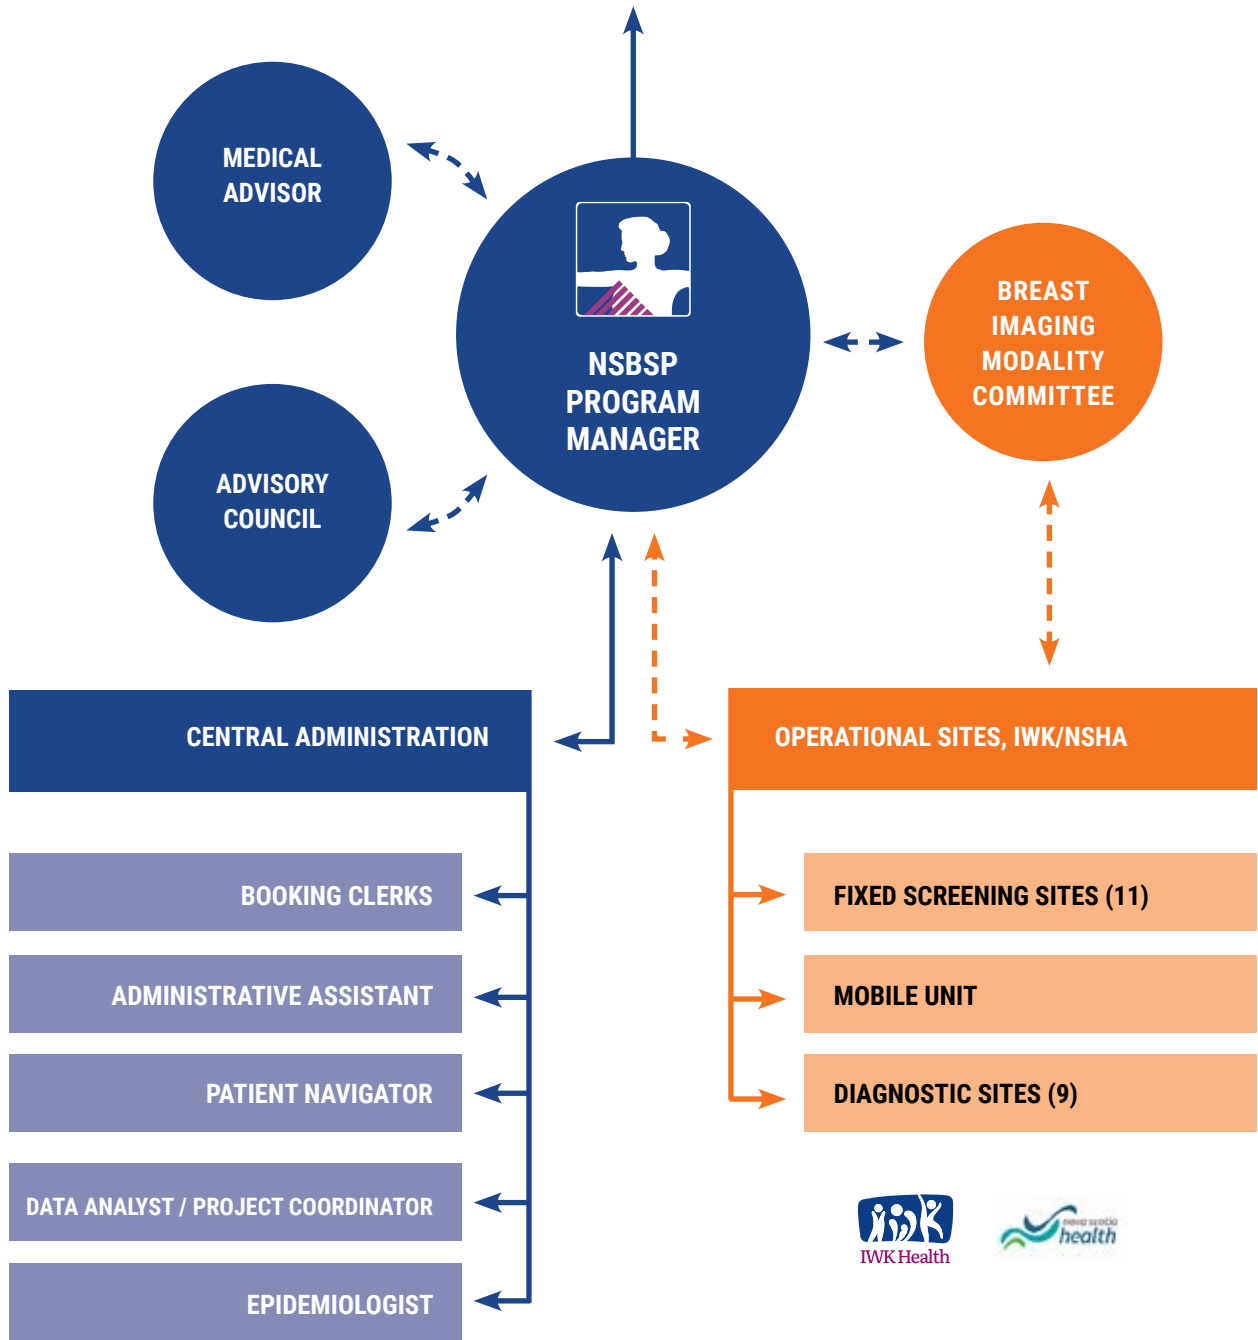 MEDICAL
ADVISOR
NSBSP
PROGRAM
MANAGER
BREAST
IMAGING
MODALITY
COMMITTEE
ADVISORY
COUNCIL
CENTRAL ADMINISTRATION
BOOKING CLERKS
ADMINISTRATIVE ASSISTANT
PATIENT NAVIGATOR
DATA ANALYST / PROJECT COORDINATOR
EPIDEMIOLOGIST
OPERATIONAL SITES, IWK/NSHA
FIXED SCREENING SITES (11)
MOBILE UNIT
DIAGNOSTIC SITES (9)
IWK Health
nova scotia
health